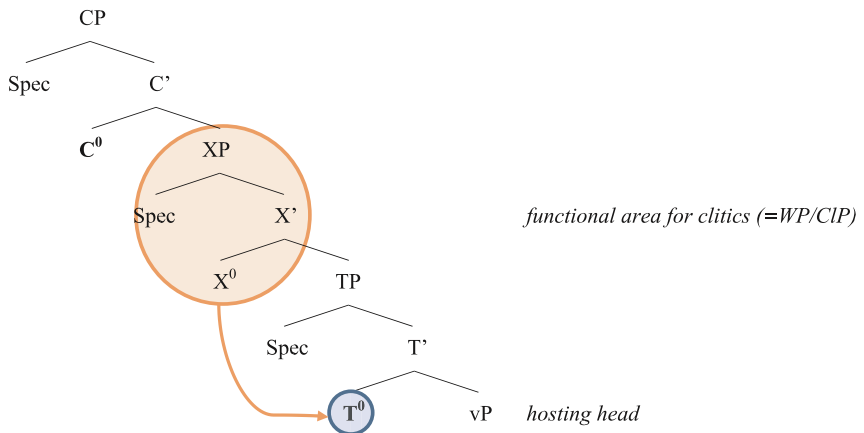 CP
Spec C’
C⁰ XP
Spec X’ functional area for clitics (=WP/ClP)
X⁰ TP
Spec T’
T⁰ vP hosting head